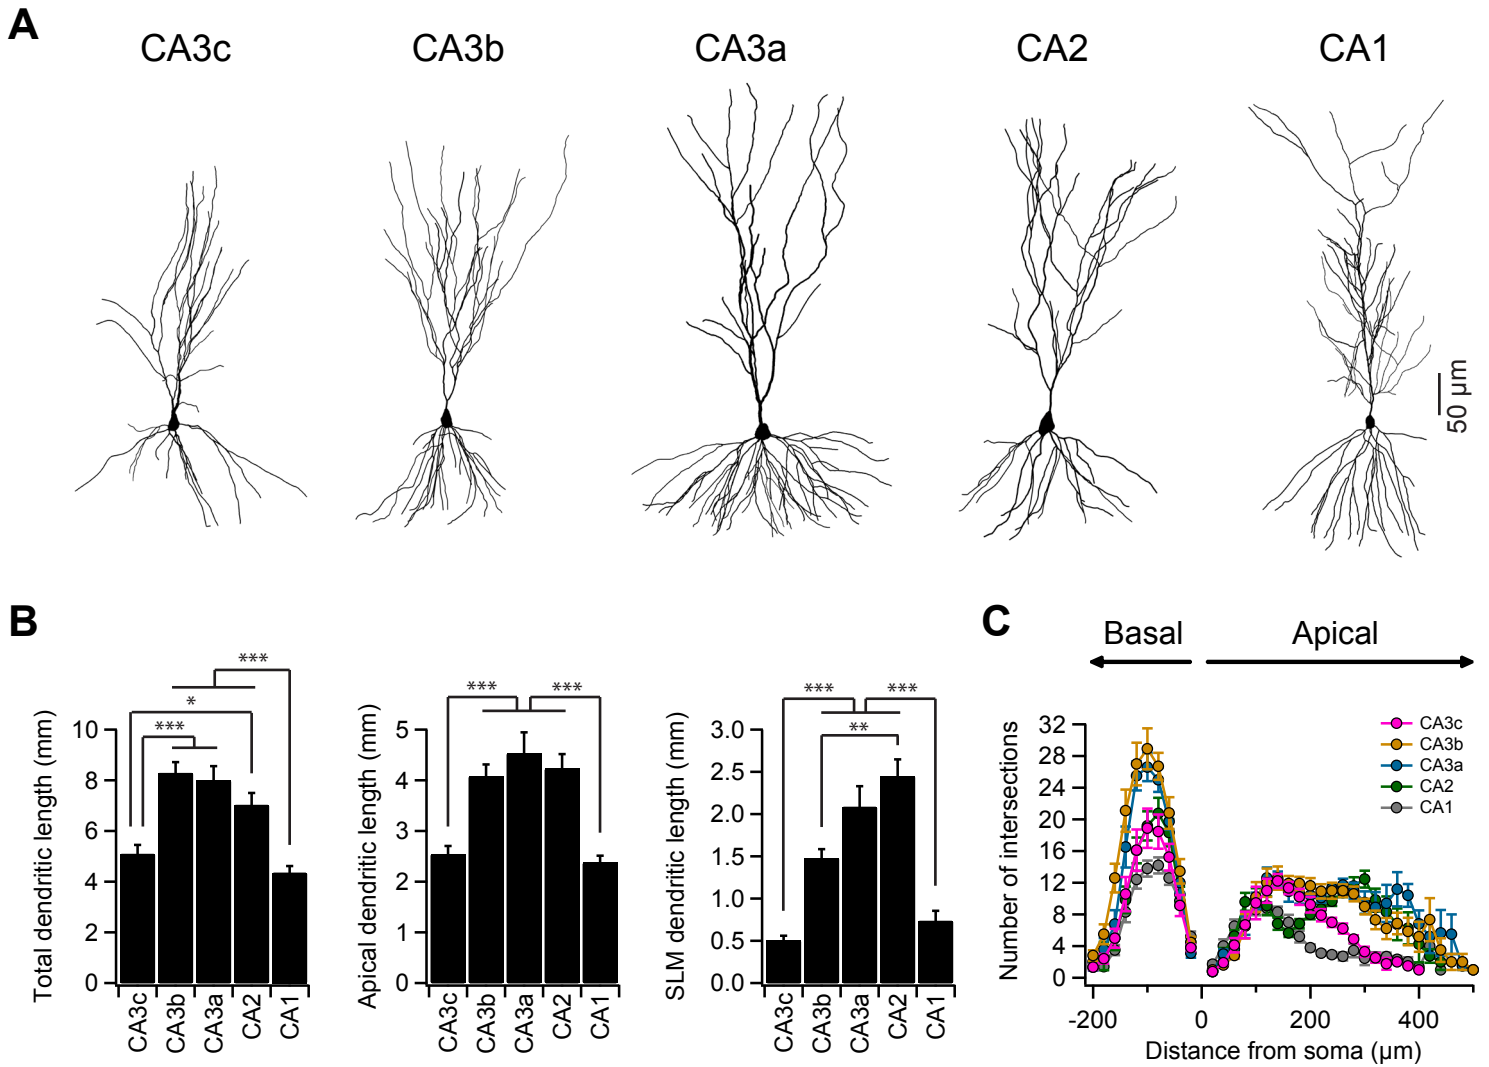 A
CA3c CA3b CA3a CA2 CA1
50 µm
B
Total dendritic length (mm)
10
8
6
4
2
0
***
*
***
CA3c CA3b CA3a CA2 CA1
Apical dendritic length (mm)
5
4
3
2
1
0
*** ***
CA3c CA3b CA3a CA2 CA1
SLM dendritic length (mm)
3.0
2.5
2.0
1.5
1.0
0.5
0.0
*** ***
**
CA3c CA3b CA3a CA2 CA1
C
Basal Apical
Number of intersections
32
28
24
20
16
12
8
4
0
CA3c
CA3b
CA3a
CA2
CA1
-200 0 200 400
Distance from soma (µm)